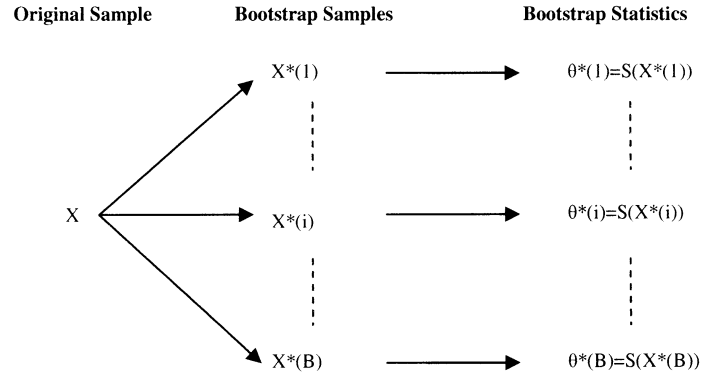 Original Sample Bootstrap Samples Bootstrap Statistics
X*(1) θ*(1)=S(X*(1))
X X*(i) θ*(i)=S(X*(i))
X*(B) θ*(B)=S(X*(B))